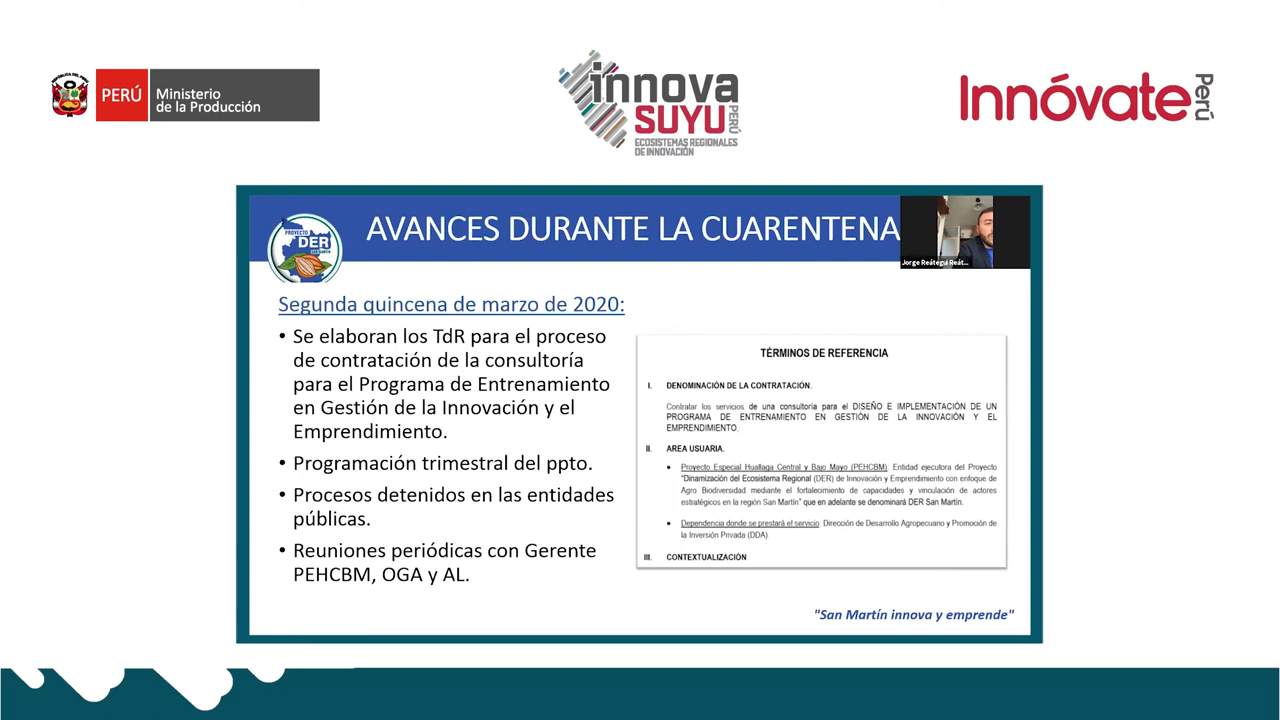 PERÚ
Ministerio
de la Producción
innova
SUYU
PERÚ
ECOSISTEMAS REGIONALES
DE INNOVACIÓN
Innóvate
Perú
PROYECTO
DER
SAN MARTÍN
AVANCES DURANTE LA CUARENTENA
Jorge Reátegui Reát...
Segunda quincena de marzo de 2020:
• Se elaboran los TdR para el proceso
de contratación de la consultoría
para el Programa de Entrenamiento
en Gestión de la Innovación y el
Emprendimiento.
• Programación trimestral del ppto.
• Procesos detenidos en las entidades
públicas.
• Reuniones periódicas con Gerente
PEHCBM, OGA y AL.
TÉRMINOS DE REFERENCIA
I. DENOMINACIÓN DE LA CONTRATACIÓN.
Contratar los servicios de una consultoría para el DISEÑO E IMPLEMENTACIÓN DE UN
PROGRAMA DE ENTRENAMIENTO EN GESTIÓN DE LA INNOVACIÓN Y EL
EMPRENDIMIENTO.
II. AREA USUARIA.
• Proyecto Especial Huallaga Central y Bajo Mayo (PEHCBM): Entidad ejecutora del Proyecto
"Dinamización del Ecosistema Regional (DER) de Innovación y Emprendimiento con enfoque de
Agro Biodiversidad mediante el fortalecimiento de capacidades y vinculación de actores
estratégicos en la región San Martín" que en adelante se denominará DER San Martín.
• Dependencia donde se prestará el servicio: Dirección de Desarrollo Agropecuario y Promoción de
la Inversión Privada (DDA).
III. CONTEXTUALIZACIÓN
"San Martín innova y emprende"